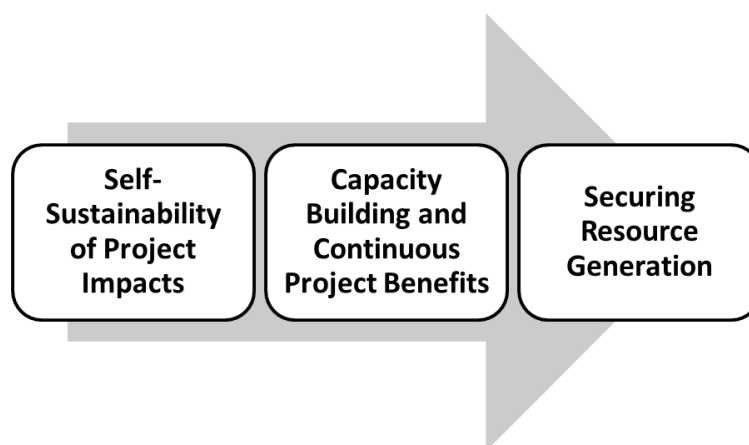 Self-
Sustainability
of Project
Impacts
Capacity
Building and
Continuous
Project Benefits
Securing
Resource
Generation